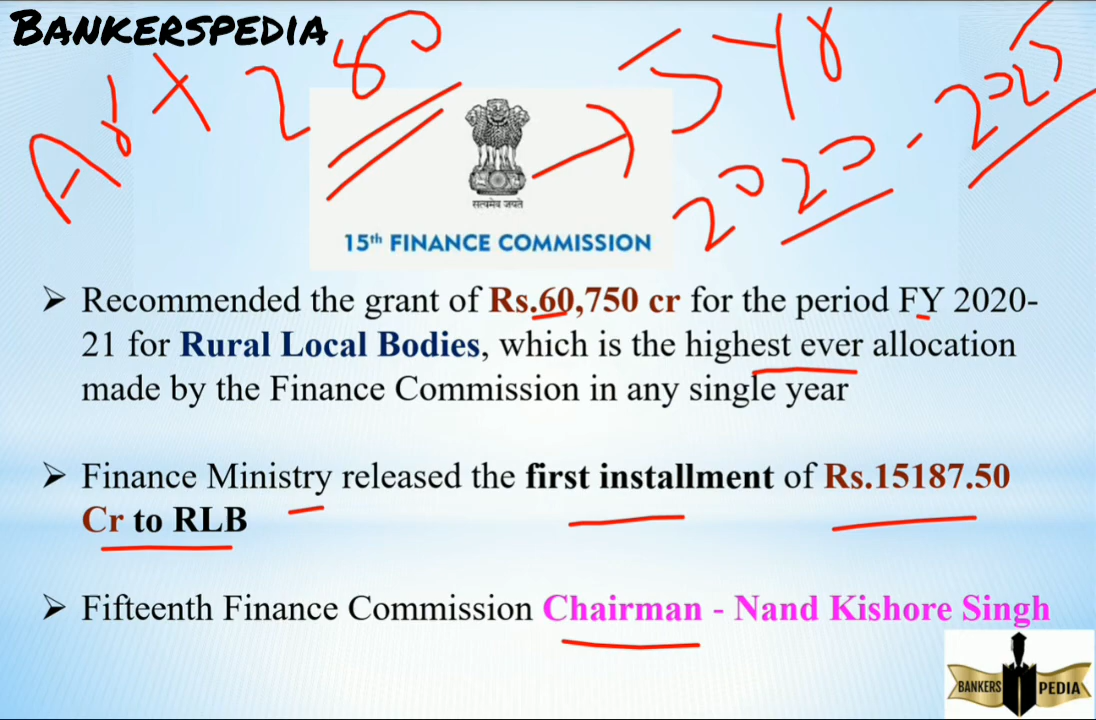 BANKERSPEDIA
Art 280
5 yr
2020-2025
सत्यमेव जयते
15th FINANCE COMMISSION
➢ Recommended the grant of Rs.60,750 cr for the period FY 2020-
21 for Rural Local Bodies, which is the highest ever allocation
made by the Finance Commission in any single year
➢ Finance Ministry released the first installment of Rs.15187.50
Cr to RLB
➢ Fifteenth Finance Commission Chairman - Nand Kishore Singh
BANKERS PEDIA